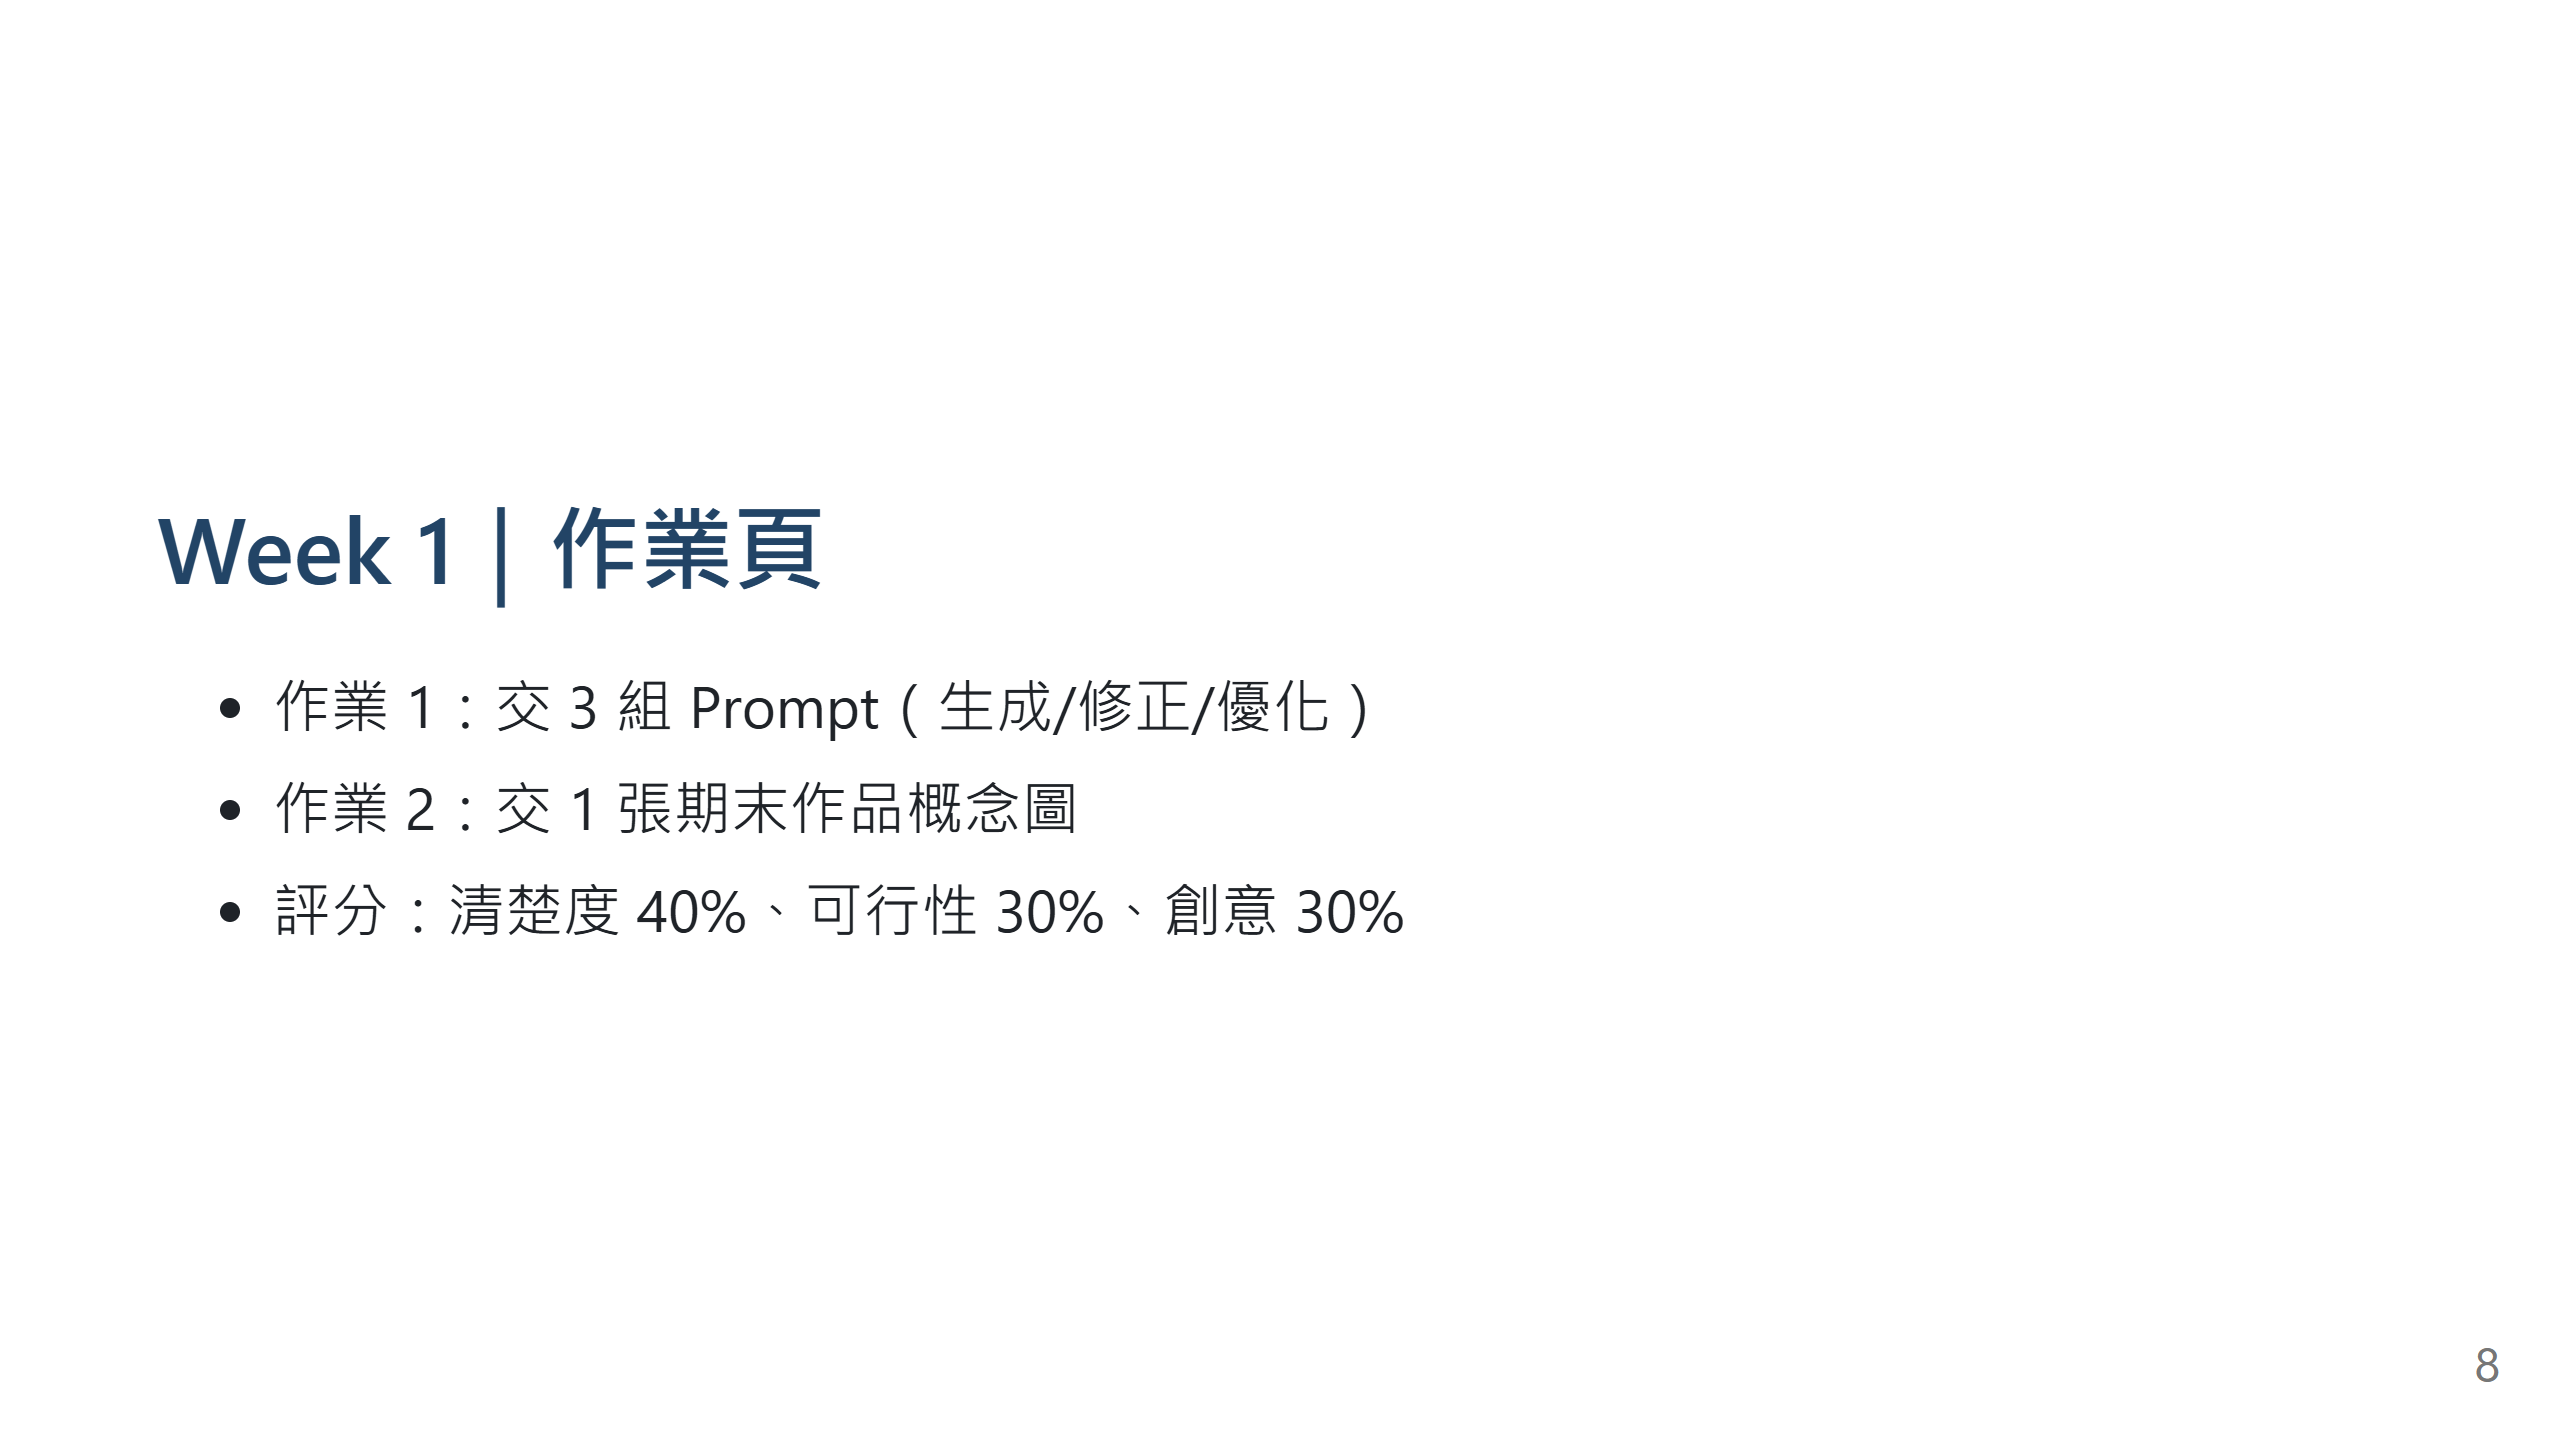 Week 1｜作業頁
• 作業 1：交 3 組 Prompt（生成/修正/優化）
• 作業 2：交 1 張期末作品概念圖
• 評分：清楚度 40%、可行性 30%、創意 30%
8